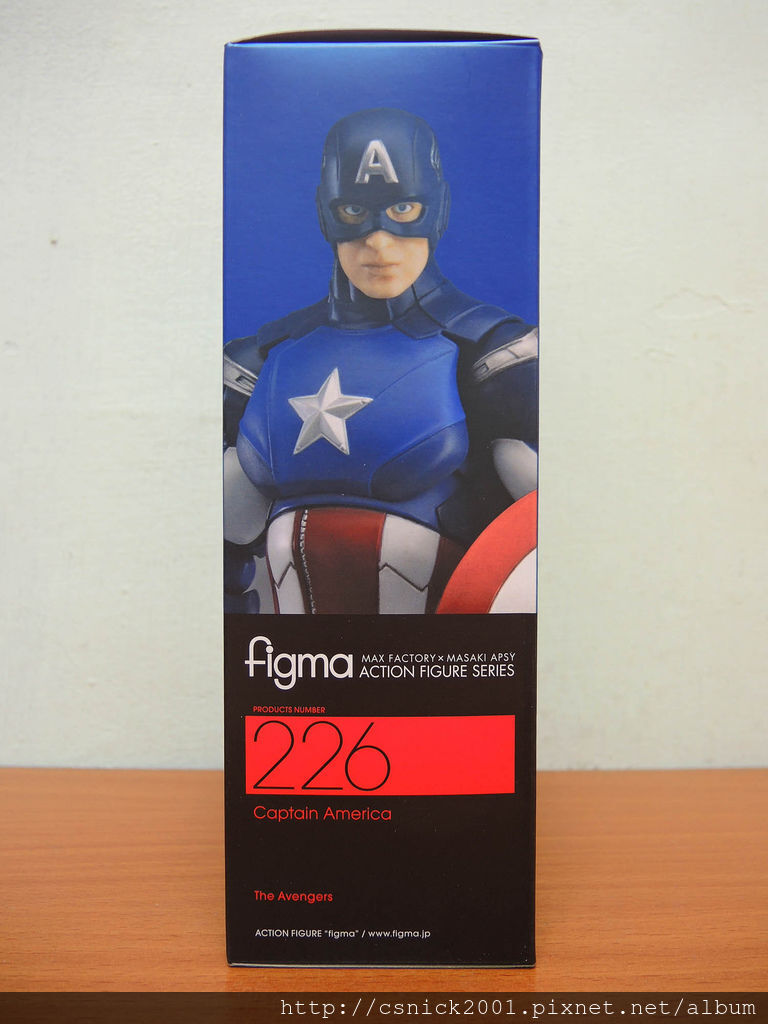 A
figma
MAX FACTORY × MASAKI APSY
ACTION FIGURE SERIES
PRODUCTS NUMBER
226
Captain America
The Avengers
ACTION FIGURE "figma" / www.figma.jp
http://csnick2001.pixnet.net/album